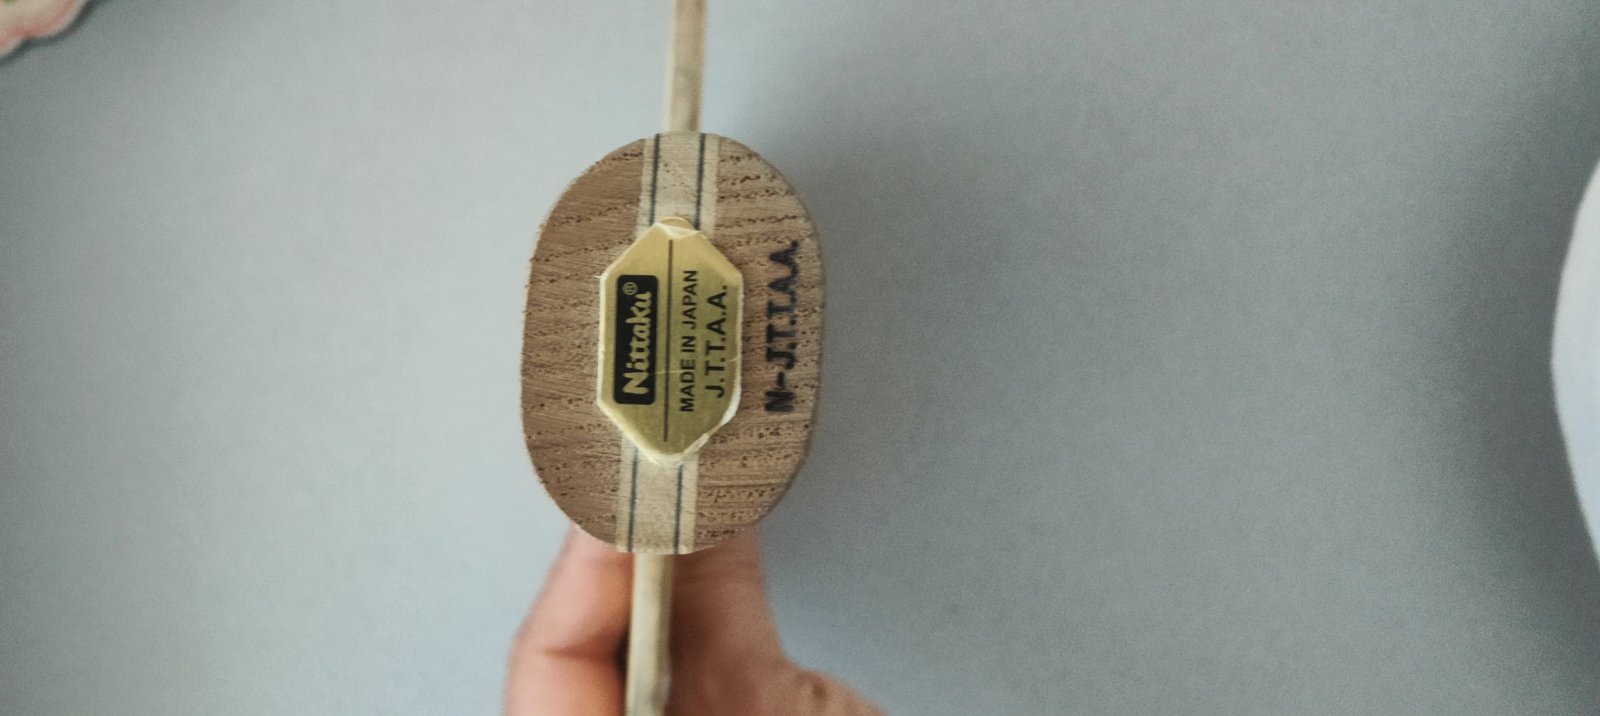 Nittaku®
MADE IN JAPAN
J.T.T.A.A.
N-J.T.T.A.A.